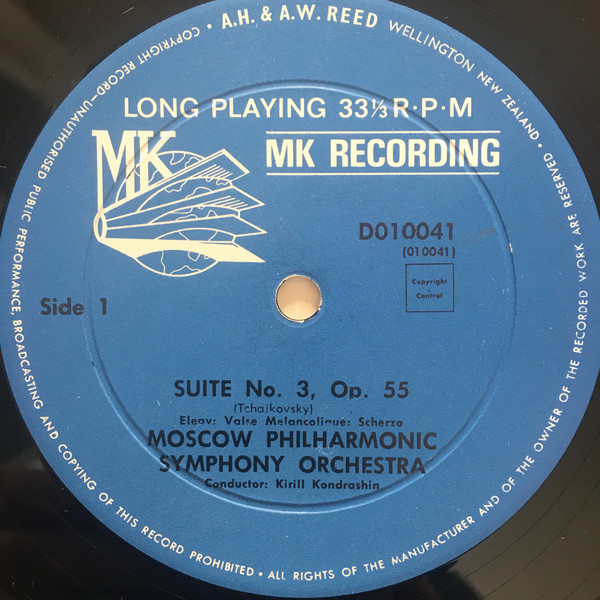 • A.H. & A.W. REED WELLINGTON NEW ZEALAND •
LONG PLAYING 33⅓ R·P·M
MK
MK RECORDING
D010041
(010041)
Copyright
Control
Side 1
SUITE No. 3, Op. 55
(Tchaikovsky)
Elegy: Valse Melancolique: Scherzo
MOSCOW PHILHARMONIC
SYMPHONY ORCHESTRA
Conductor: Kirill Kondrashin
COPYRIGHT RECORD—UNAUTHORISED PUBLIC PERFORMANCE, BROADCASTING AND COPYING OF THIS RECORD PROHIBITED • ALL RIGHTS OF THE MANUFACTURER AND OF THE OWNER OF THE RECORDED WORK ARE RESERVED